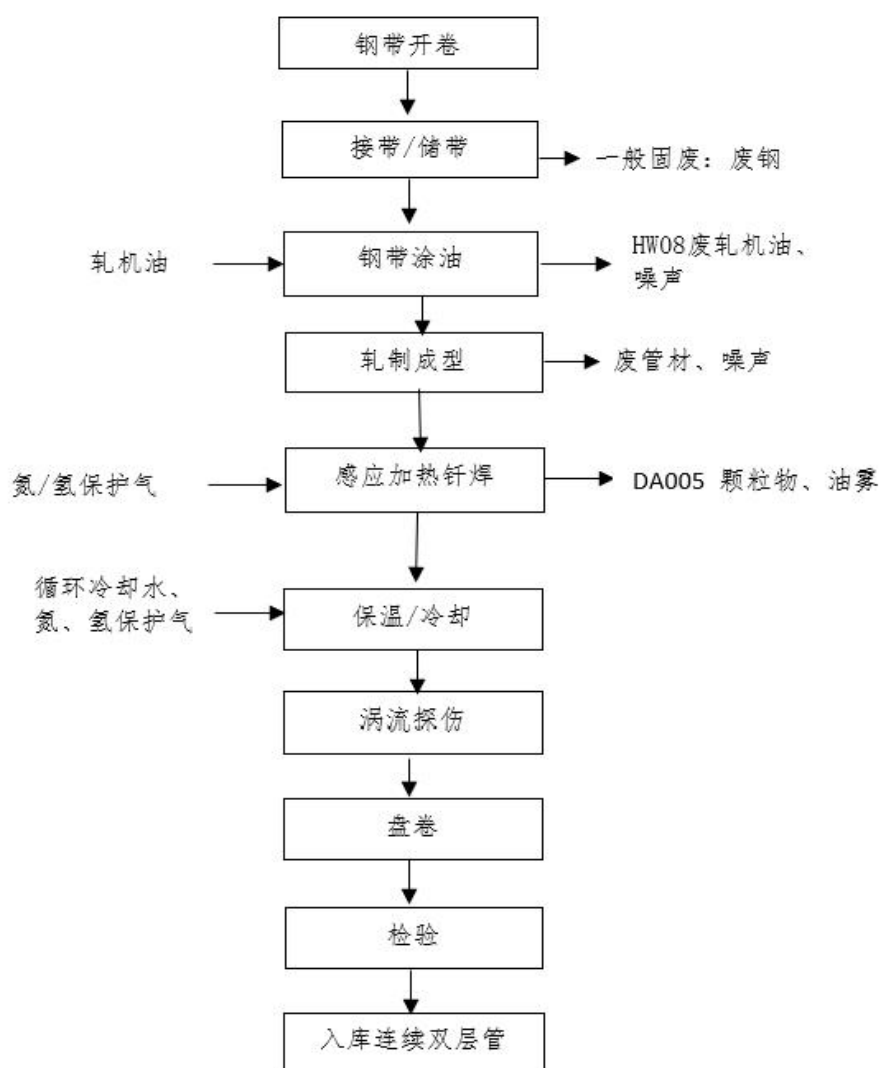 钢带开卷
接带/储带
一般固废：废钢
轧机油
钢带涂油
HW08废轧机油、
噪声
轧制成型
废管材、噪声
氮/氢保护气
感应加热钎焊
DA005 颗粒物、油雾
循环冷却水、
氮、氢保护气
保温/冷却
涡流探伤
盘卷
检验
入库连续双层管